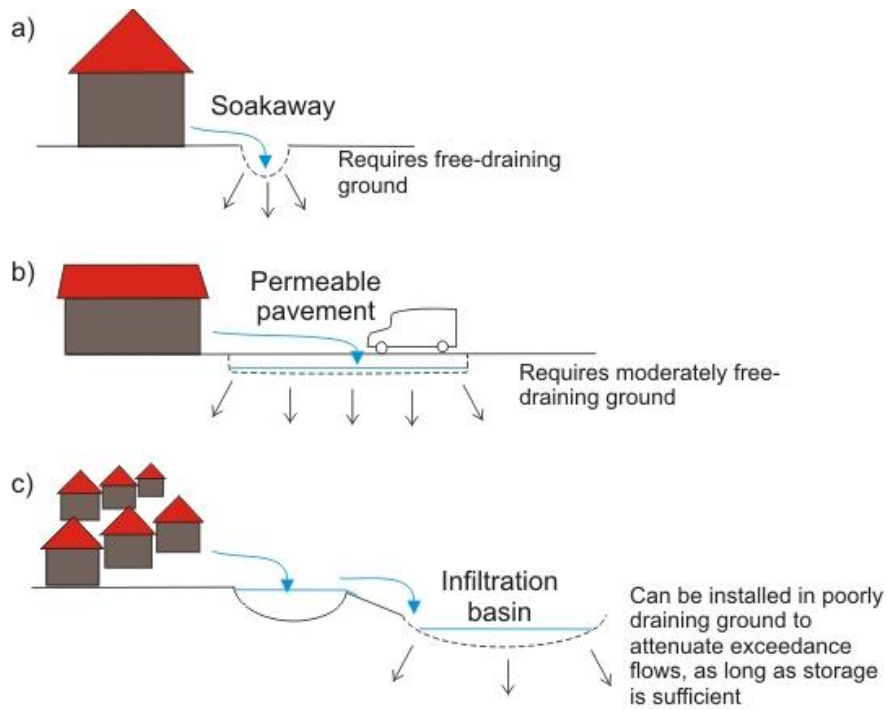 a)
Soakaway
Requires free-draining
ground
b)
Permeable
pavement
Requires moderately free-
draining ground
c)
Infiltration
basin
Can be installed in poorly
draining ground to
attenuate exceedance
flows, as long as storage
is sufficient